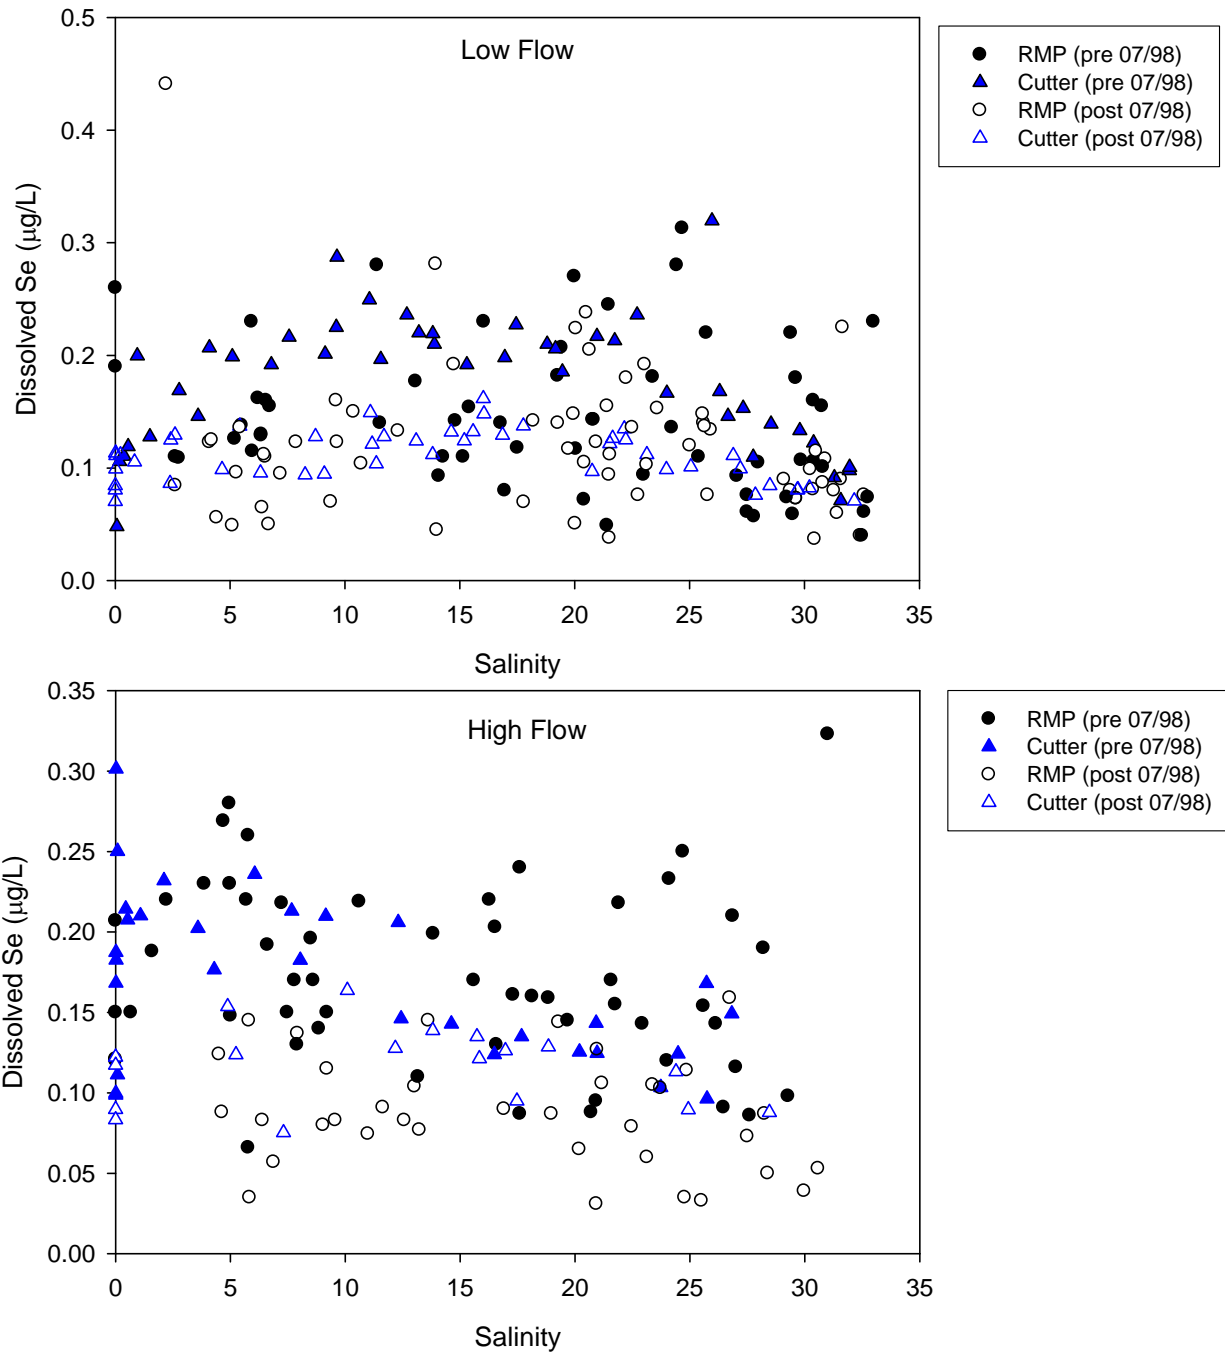 0.5
Low Flow
0.4
0.3
0.2
0.1
0.0
Dissolved Se (μg/L)
0 5 10 15 20 25 30 35
Salinity
RMP (pre 07/98)
Cutter (pre 07/98)
RMP (post 07/98)
Cutter (post 07/98)
0.35
High Flow
0.30
0.25
0.20
0.15
0.10
0.05
0.00
Dissolved Se (μg/L)
0 5 10 15 20 25 30 35
Salinity
RMP (pre 07/98)
Cutter (pre 07/98)
RMP (post 07/98)
Cutter (post 07/98)